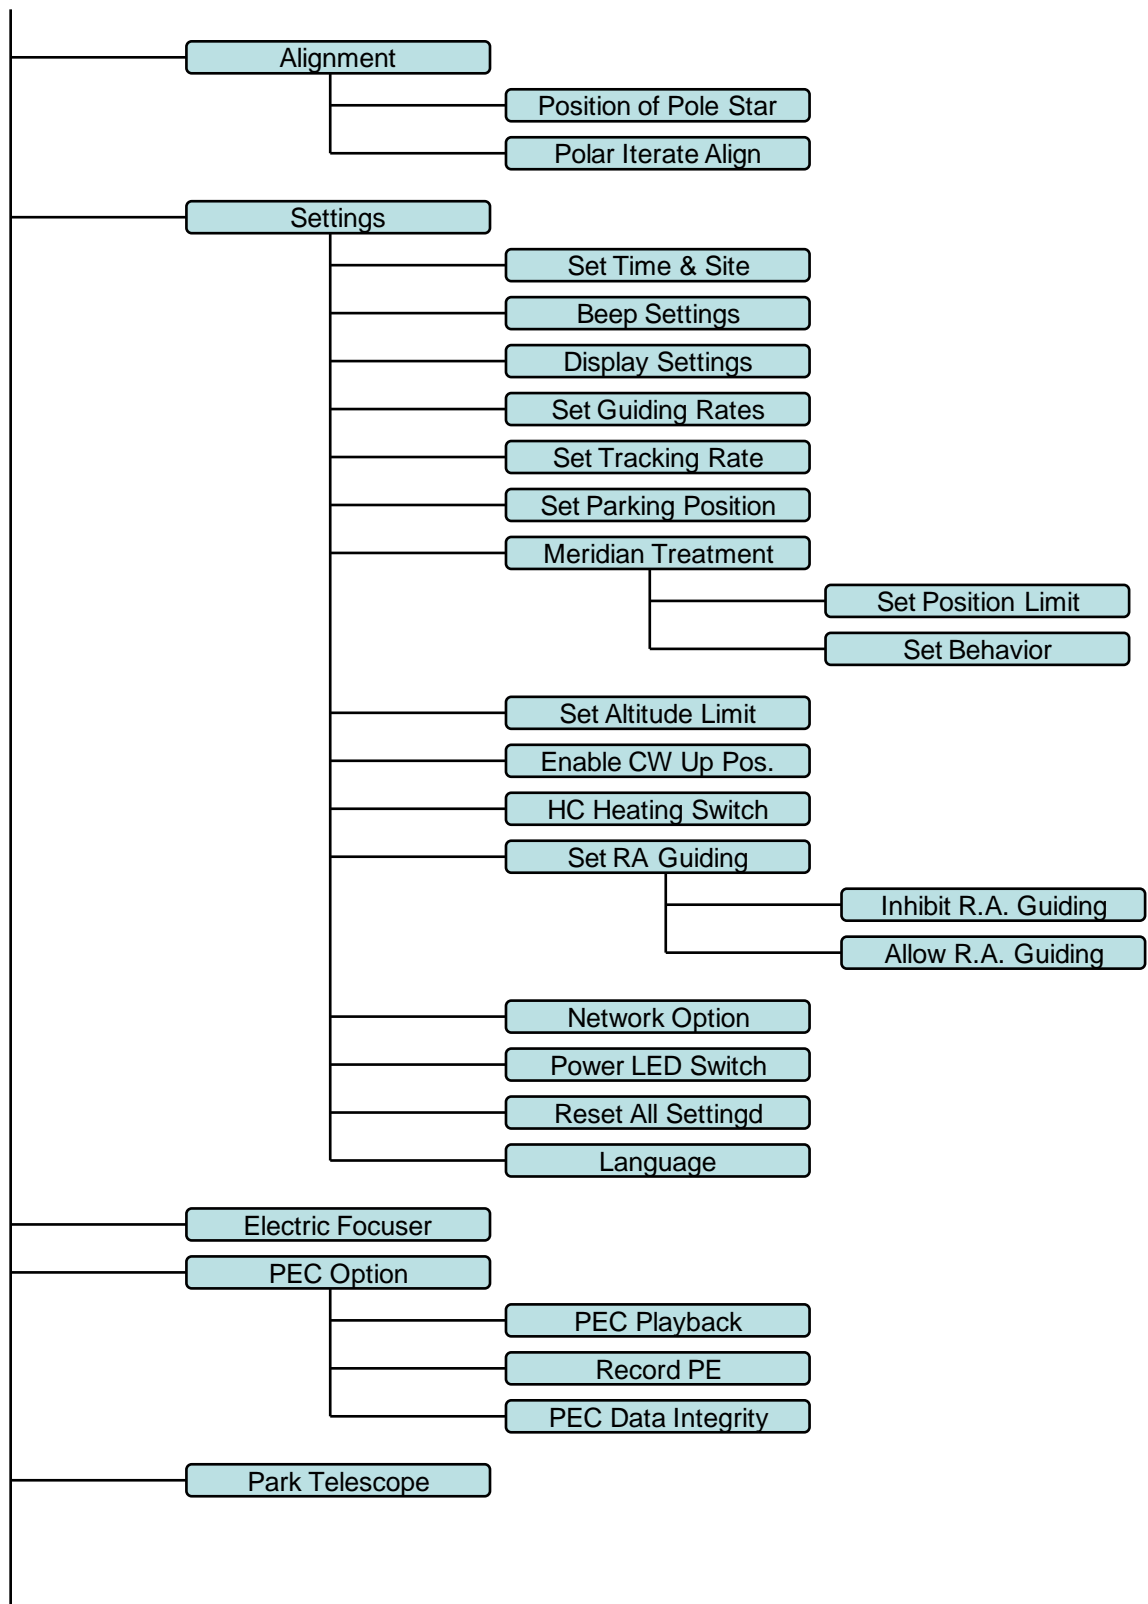 Alignment
Position of Pole Star
Polar Iterate Align
Settings
Set Time & Site
Beep Settings
Display Settings
Set Guiding Rates
Set Tracking Rate
Set Parking Position
Meridian Treatment
Set Position Limit
Set Behavior
Set Altitude Limit
Enable CW Up Pos.
HC Heating Switch
Set RA Guiding
Inhibit R.A. Guiding
Allow R.A. Guiding
Network Option
Power LED Switch
Reset All Settingd
Language
Electric Focuser
PEC Option
PEC Playback
Record PE
PEC Data Integrity
Park Telescope